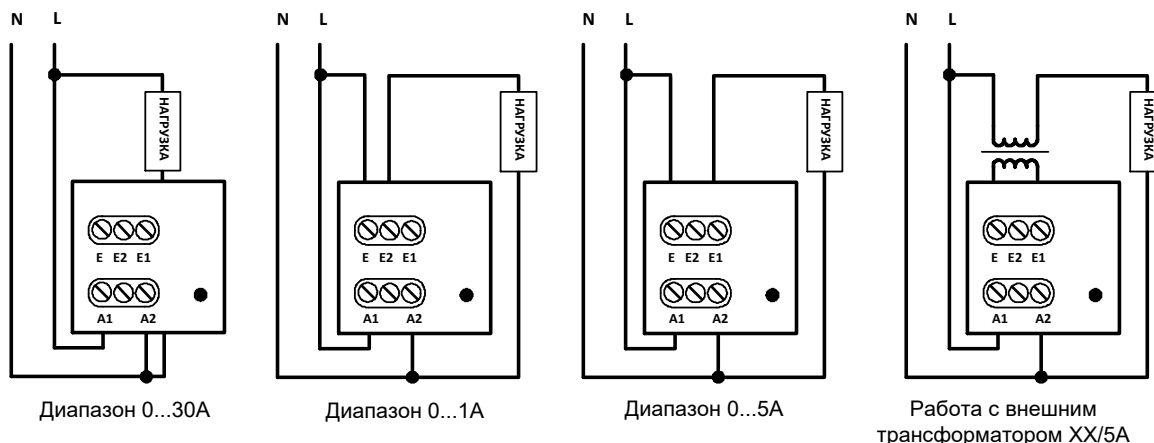 N L
НАГРУЗКА
E E2 E1
A1 A2
Диапазон 0...30А
N L
НАГРУЗКА
E E2 E1
A1 A2
Диапазон 0...1А
N L
НАГРУЗКА
E E2 E1
A1 A2
Диапазон 0...5А
N L
НАГРУЗКА
E E2 E1
A1 A2
Работа с внешним
трансформатором ХХ/5А